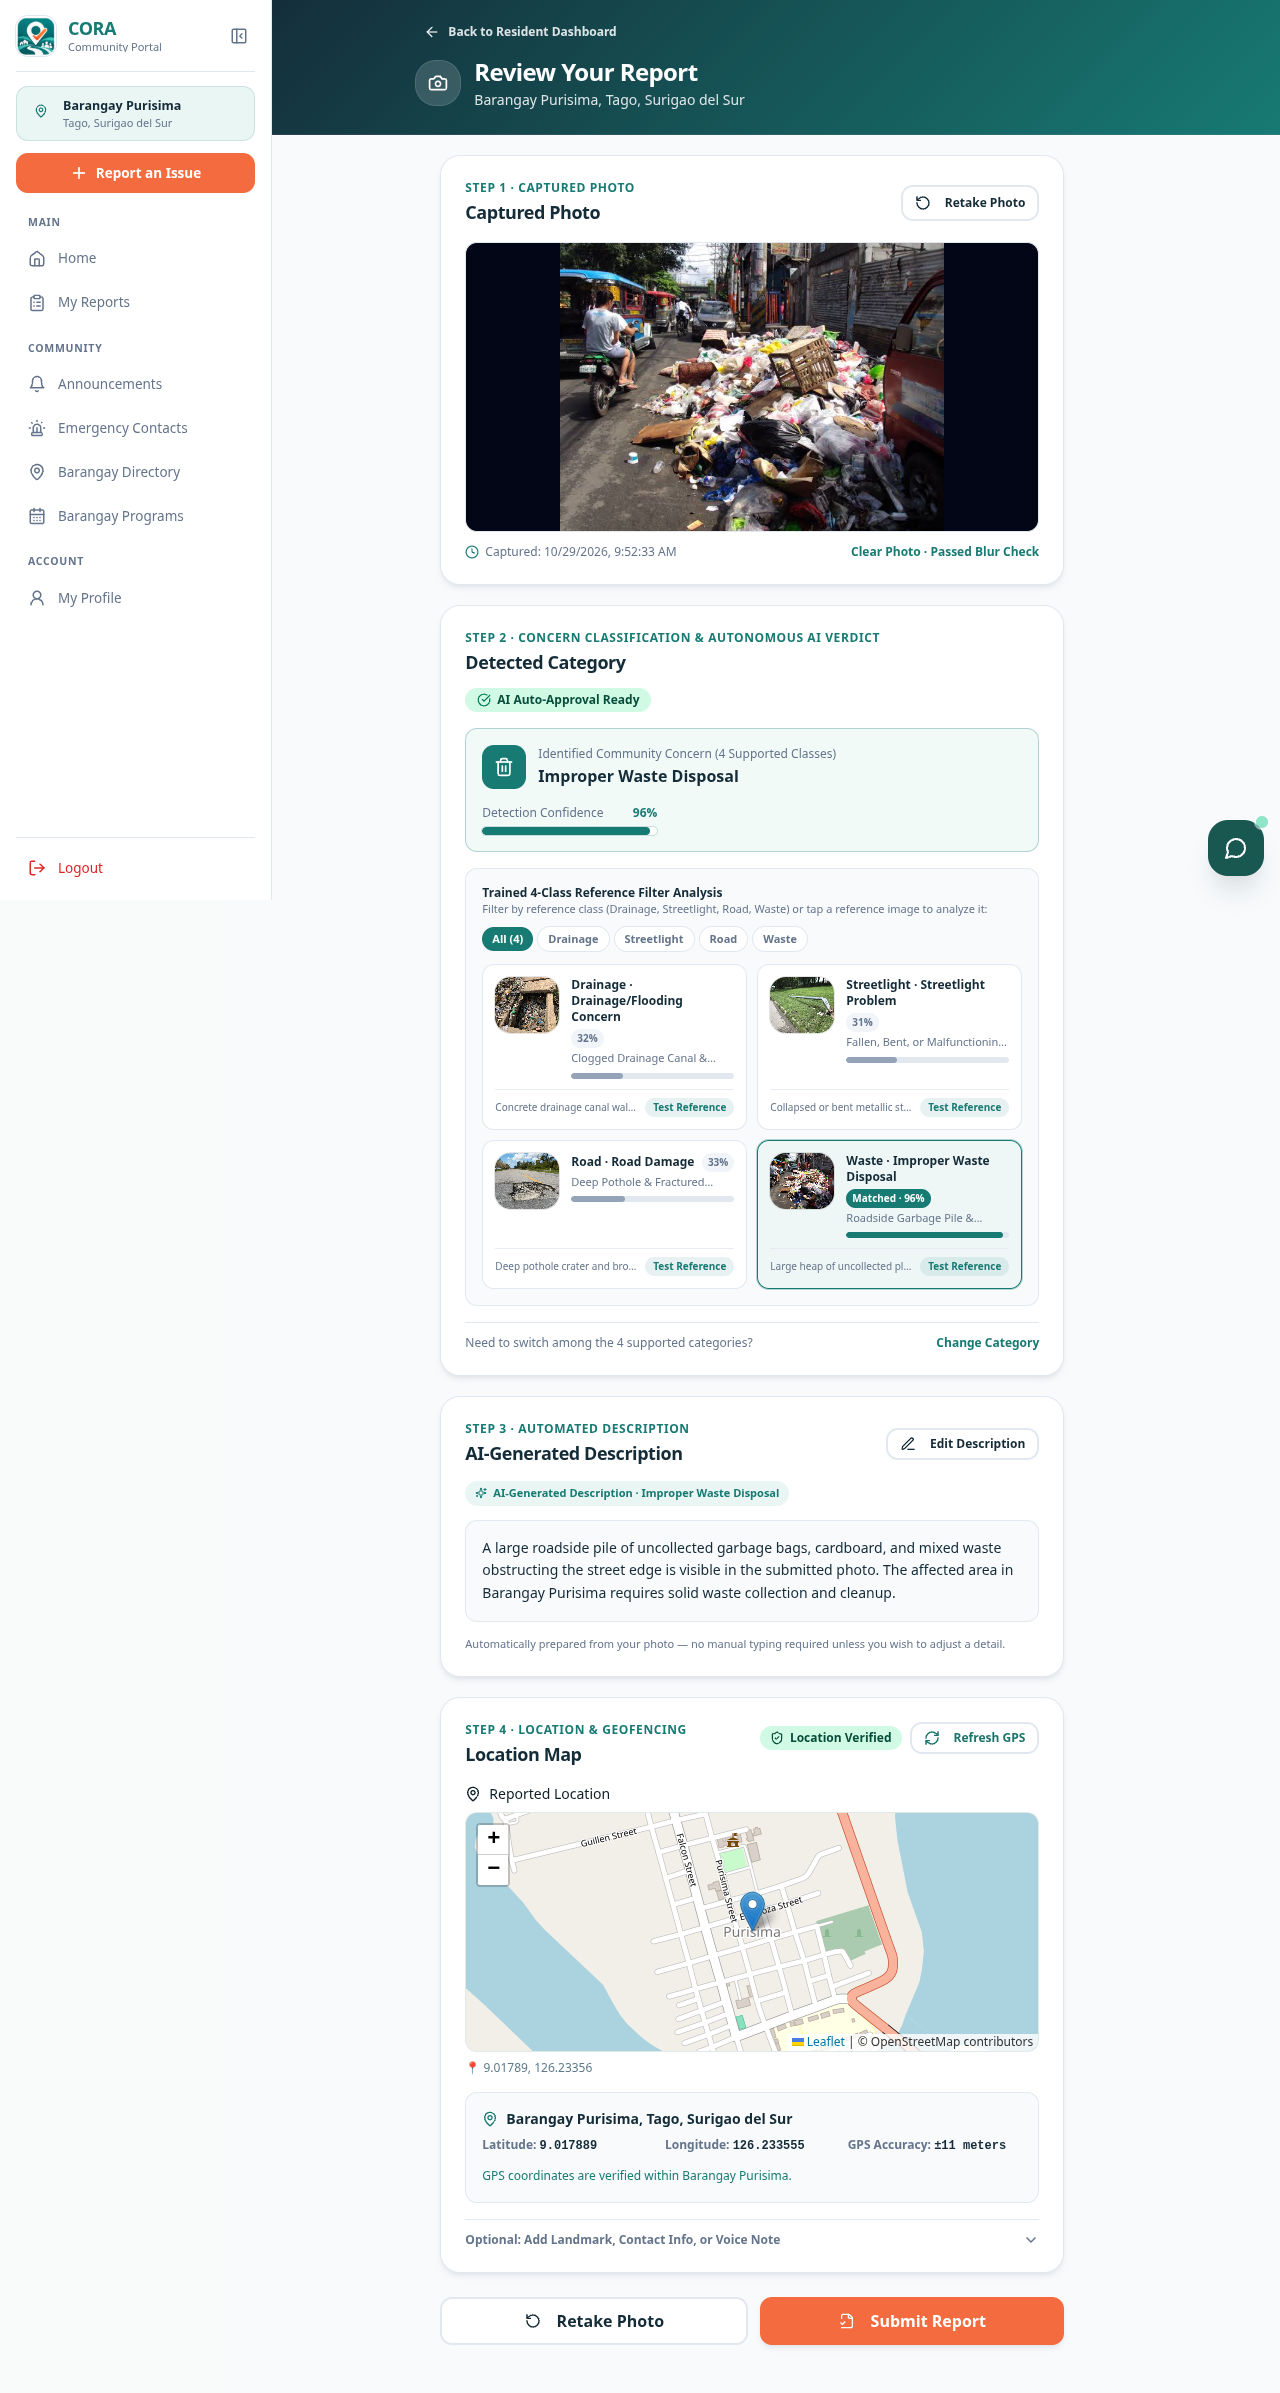 CORA
Community Portal
Barangay Purisima
Tago, Surigao del Sur
Report an Issue
MAIN
Home
My Reports
COMMUNITY
Announcements
Emergency Contacts
Barangay Directory
Barangay Programs
ACCOUNT
My Profile
Logout
Back to Resident Dashboard
Review Your Report
Barangay Purisima, Tago, Surigao del Sur
STEP 1 · CAPTURED PHOTO
Captured Photo
Retake Photo
Captured: 10/29/2026, 9:52:33 AM
Clear Photo · Passed Blur Check
STEP 2 · CONCERN CLASSIFICATION & AUTONOMOUS AI VERDICT
Detected Category
AI Auto-Approval Ready
Identified Community Concern (4 Supported Classes)
Improper Waste Disposal
Detection Confidence 96%
Trained 4-Class Reference Filter Analysis
Filter by reference class (Drainage, Streetlight, Road, Waste) or tap a reference image to analyze it:
All (4) Drainage Streetlight Road Waste
Drainage ·
Drainage/Flooding
Concern
32%
Clogged Drainage Canal &...
Concrete drainage canal wal... Test Reference
Streetlight · Streetlight
Problem
31%
Fallen, Bent, or Malfunctionin...
Collapsed or bent metallic st... Test Reference
Road · Road Damage 33%
Deep Pothole & Fractured...
Deep pothole crater and bro... Test Reference
Waste · Improper Waste
Disposal
Matched · 96%
Roadside Garbage Pile &...
Large heap of uncollected pl... Test Reference
Need to switch among the 4 supported categories?
Change Category
STEP 3 · AUTOMATED DESCRIPTION
AI-Generated Description
Edit Description
AI-Generated Description · Improper Waste Disposal
A large roadside pile of uncollected garbage bags, cardboard, and mixed waste
obstructing the street edge is visible in the submitted photo. The affected area in
Barangay Purisima requires solid waste collection and cleanup.
Automatically prepared from your photo — no manual typing required unless you wish to adjust a detail.
STEP 4 · LOCATION & GEOFENCING
Location Map
Location Verified
Refresh GPS
Reported Location
+
−
Guillen Street
Falcon Street
Purisima Street
Street
Purisima
Leaflet | © OpenStreetMap contributors
📍 9.01789, 126.23356
Barangay Purisima, Tago, Surigao del Sur
Latitude: 9.017889 Longitude: 126.233555 GPS Accuracy: ±11 meters
GPS coordinates are verified within Barangay Purisima.
Optional: Add Landmark, Contact Info, or Voice Note
Retake Photo
Submit Report